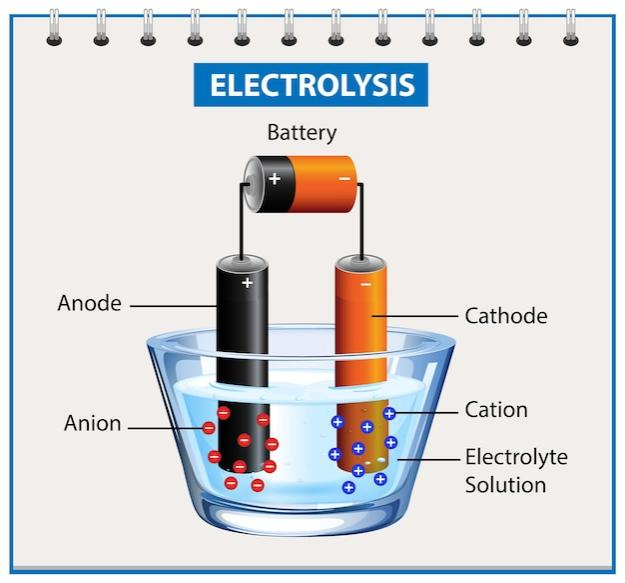 ELECTROLYSIS
Battery
+ −
+
−
Anode
Cathode
Anion
Cation
Electrolyte
Solution